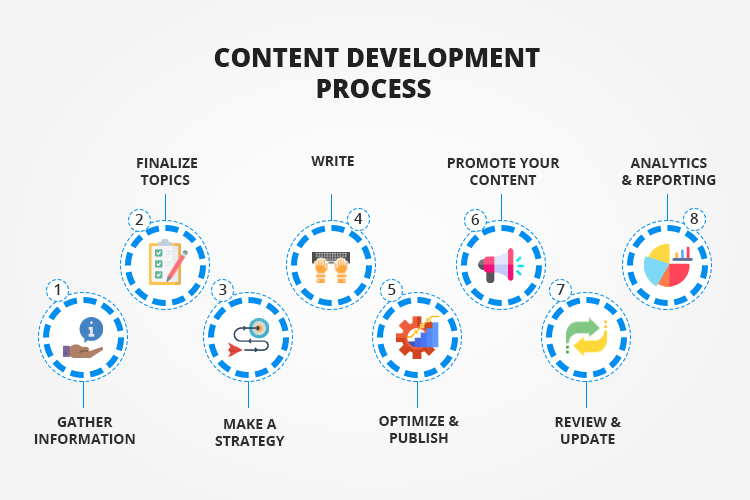 CONTENT DEVELOPMENT
PROCESS
1
GATHER
INFORMATION
2
FINALIZE
TOPICS
3
MAKE A
STRATEGY
4
WRITE
5
OPTIMIZE &
PUBLISH
6
PROMOTE YOUR
CONTENT
7
REVIEW &
UPDATE
8
ANALYTICS
& REPORTING